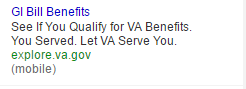 GI Bill Benefits
See If You Qualify for VA Benefits.
You Served. Let VA Serve You.
explore.va.gov
(mobile)